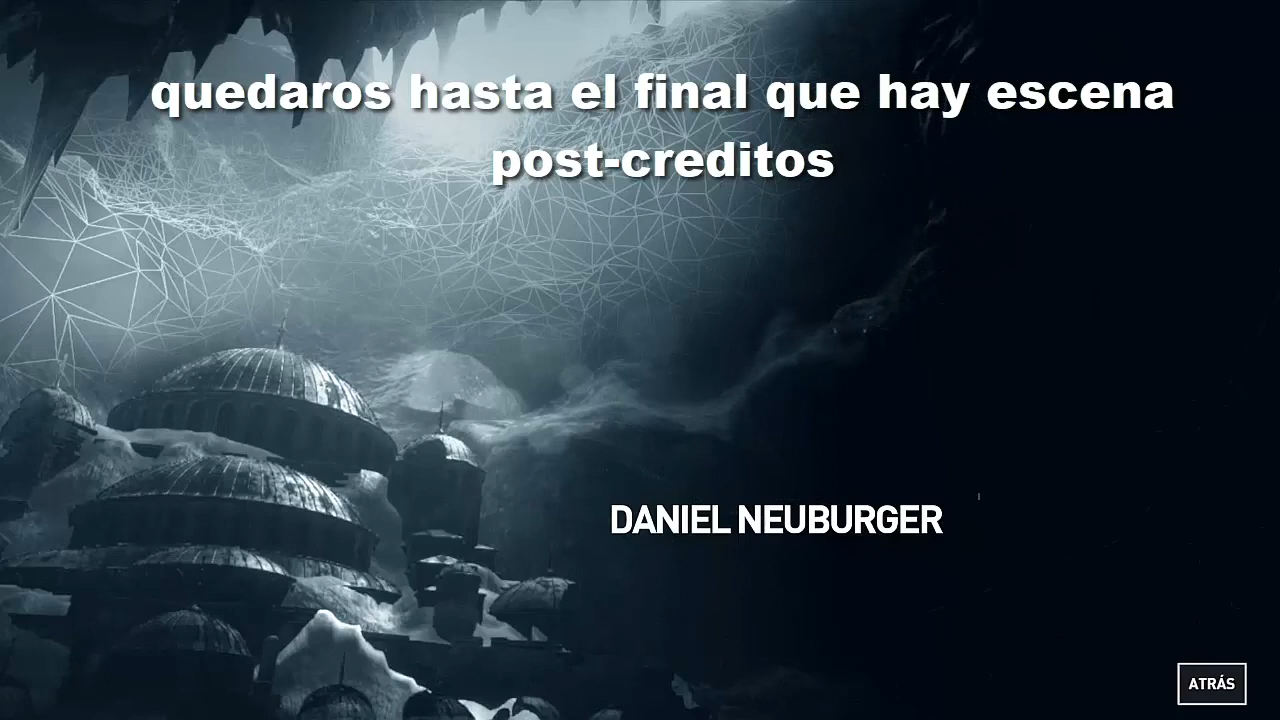 quedaros hasta el final que hay escena
post-creditos
DANIEL NEUBURGER
ATRÁS